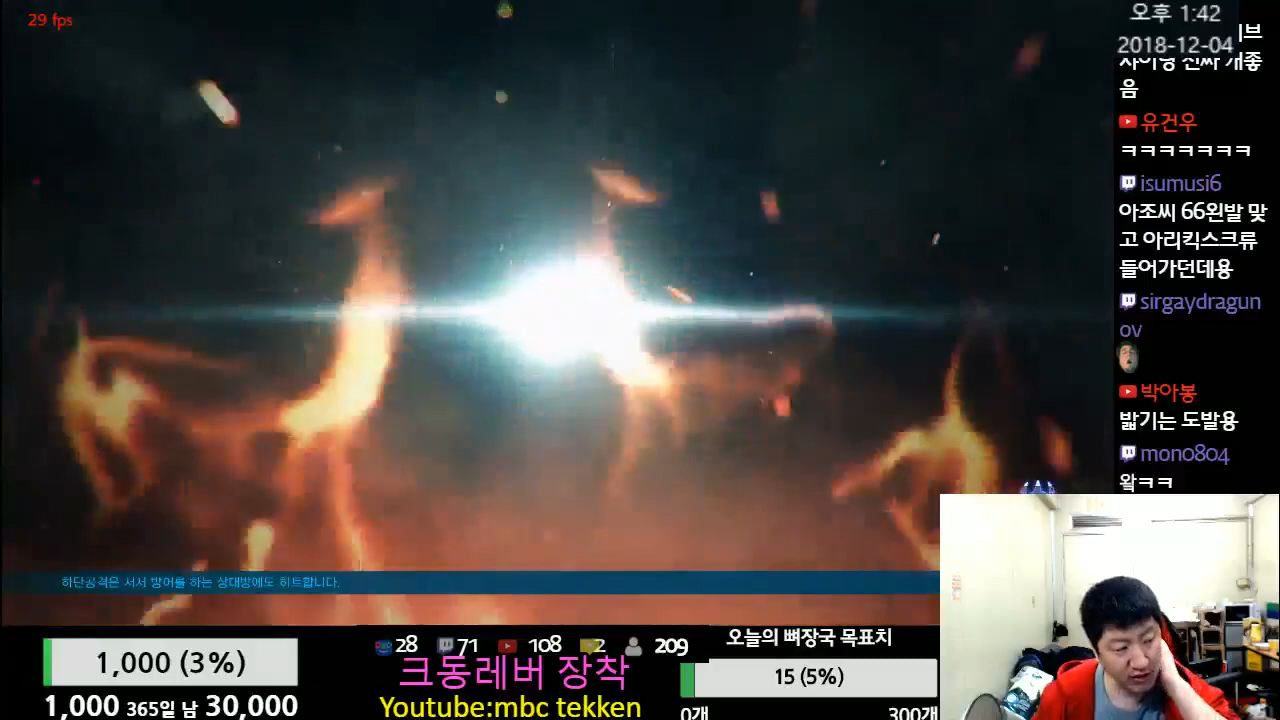 29 fps
오후 1:42
2018-12-04
음
유건우
ㅋㅋㅋㅋㅋㅋㅋ
isumusi6
아조씨 66왼발 맞
고 아리킥스크류
들어가던데용
sirgaydragun
ov
박아봉
밟기는 도발용
mono804
왘ㅋㅋ
하단공격은 서서 방어를 하는 상대방에도 히트합니다.
1,000 (3%)
1,000 365일 남 30,000
28 71 108 2 209
크동레버 장착
Youtube:mbc tekken
오늘의 뼈장국 목표치
15 (5%)
0개 300개